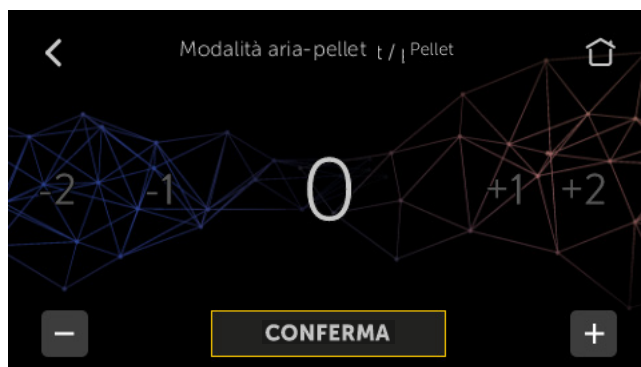 Modalità aria-pellet t / Pellet
-2 -1 0 +1 +2
− CONFERMA +